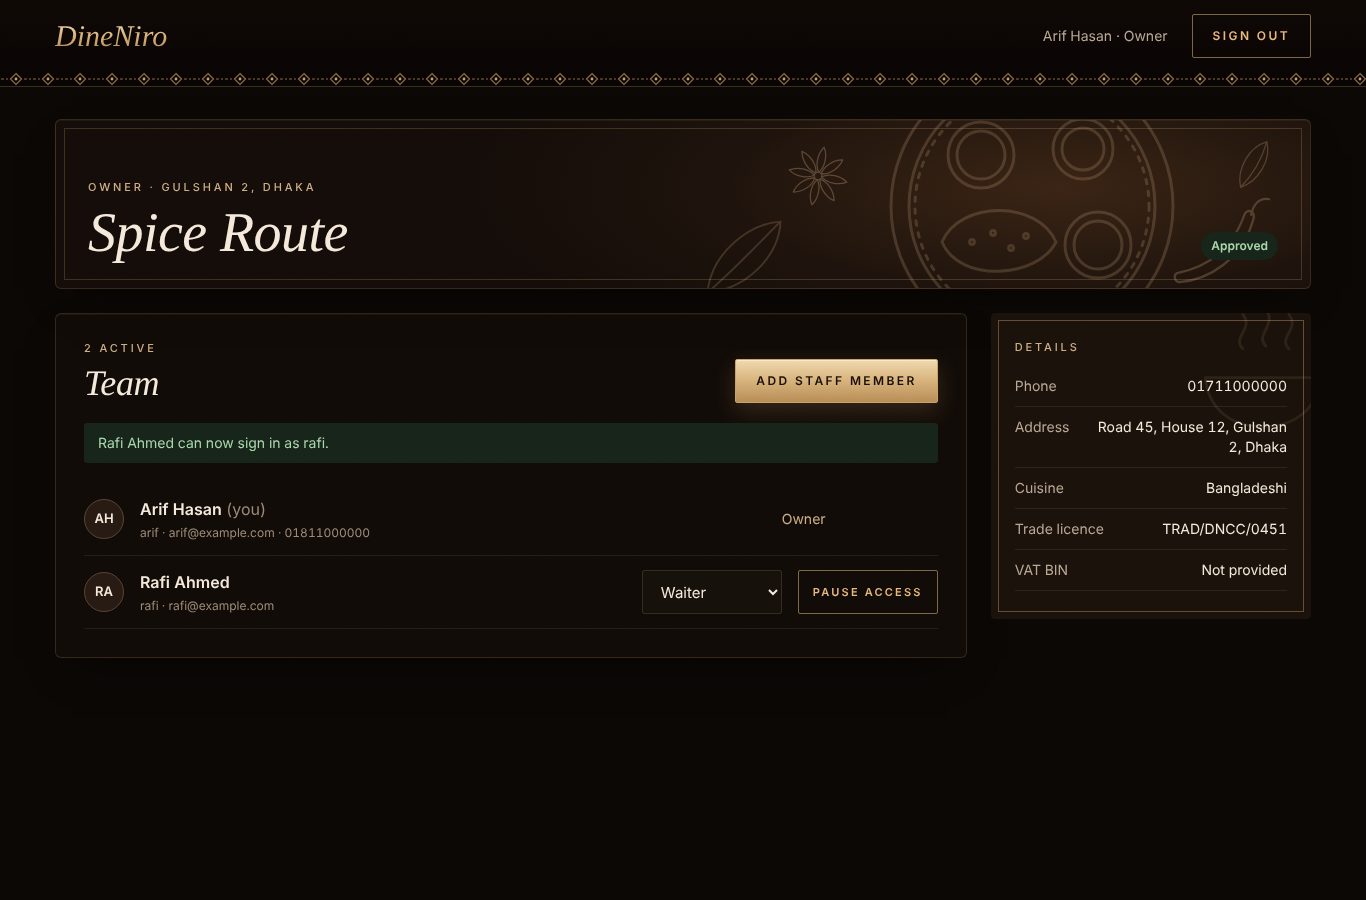 DineNiro
Arif Hasan · Owner
SIGN OUT
OWNER · GULSHAN 2, DHAKA
Spice Route
Approved
2 ACTIVE
Team
ADD STAFF MEMBER
Rafi Ahmed can now sign in as rafi.
AH
Arif Hasan (you)
arif · arif@example.com · 01811000000
Owner
RA
Rafi Ahmed
rafi · rafi@example.com
Waiter
PAUSE ACCESS
DETAILS
Phone 01711000000
Address Road 45, House 12, Gulshan
2, Dhaka
Cuisine Bangladeshi
Trade licence TRAD/DNCC/0451
VAT BIN Not provided